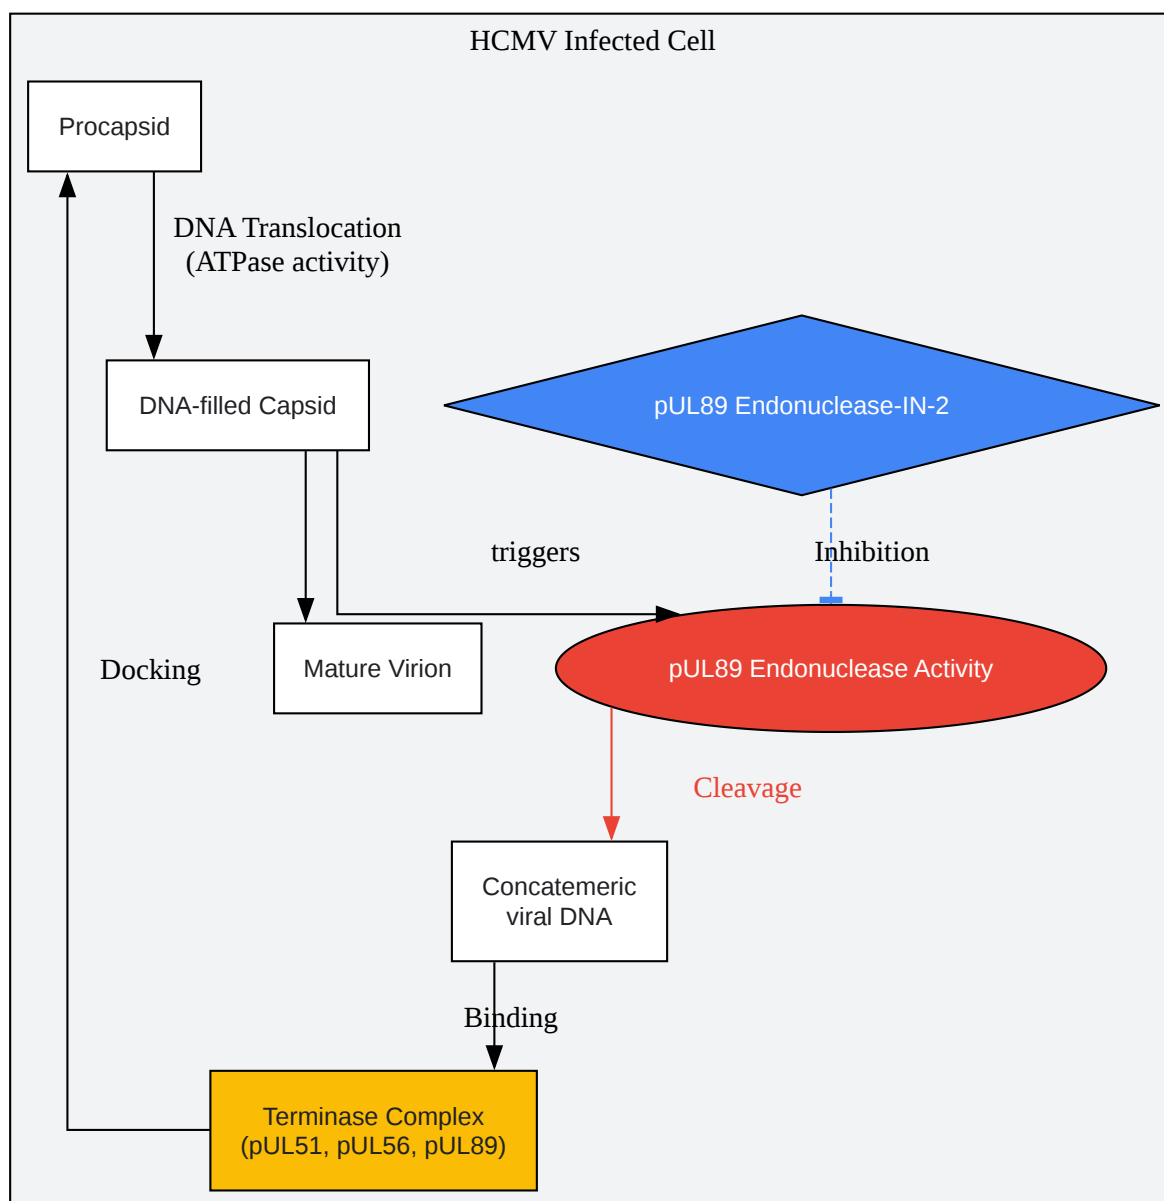 HCMV Infected Cell
Procapsid
DNA Translocation
(ATPase activity)
DNA-filled Capsid
pUL89 Endonuclease-IN-2
triggers
Inhibition
Docking
Mature Virion
pUL89 Endonuclease Activity
Cleavage
Concatemeric
viral DNA
Binding
Terminase Complex
(pUL51, pUL56, pUL89)